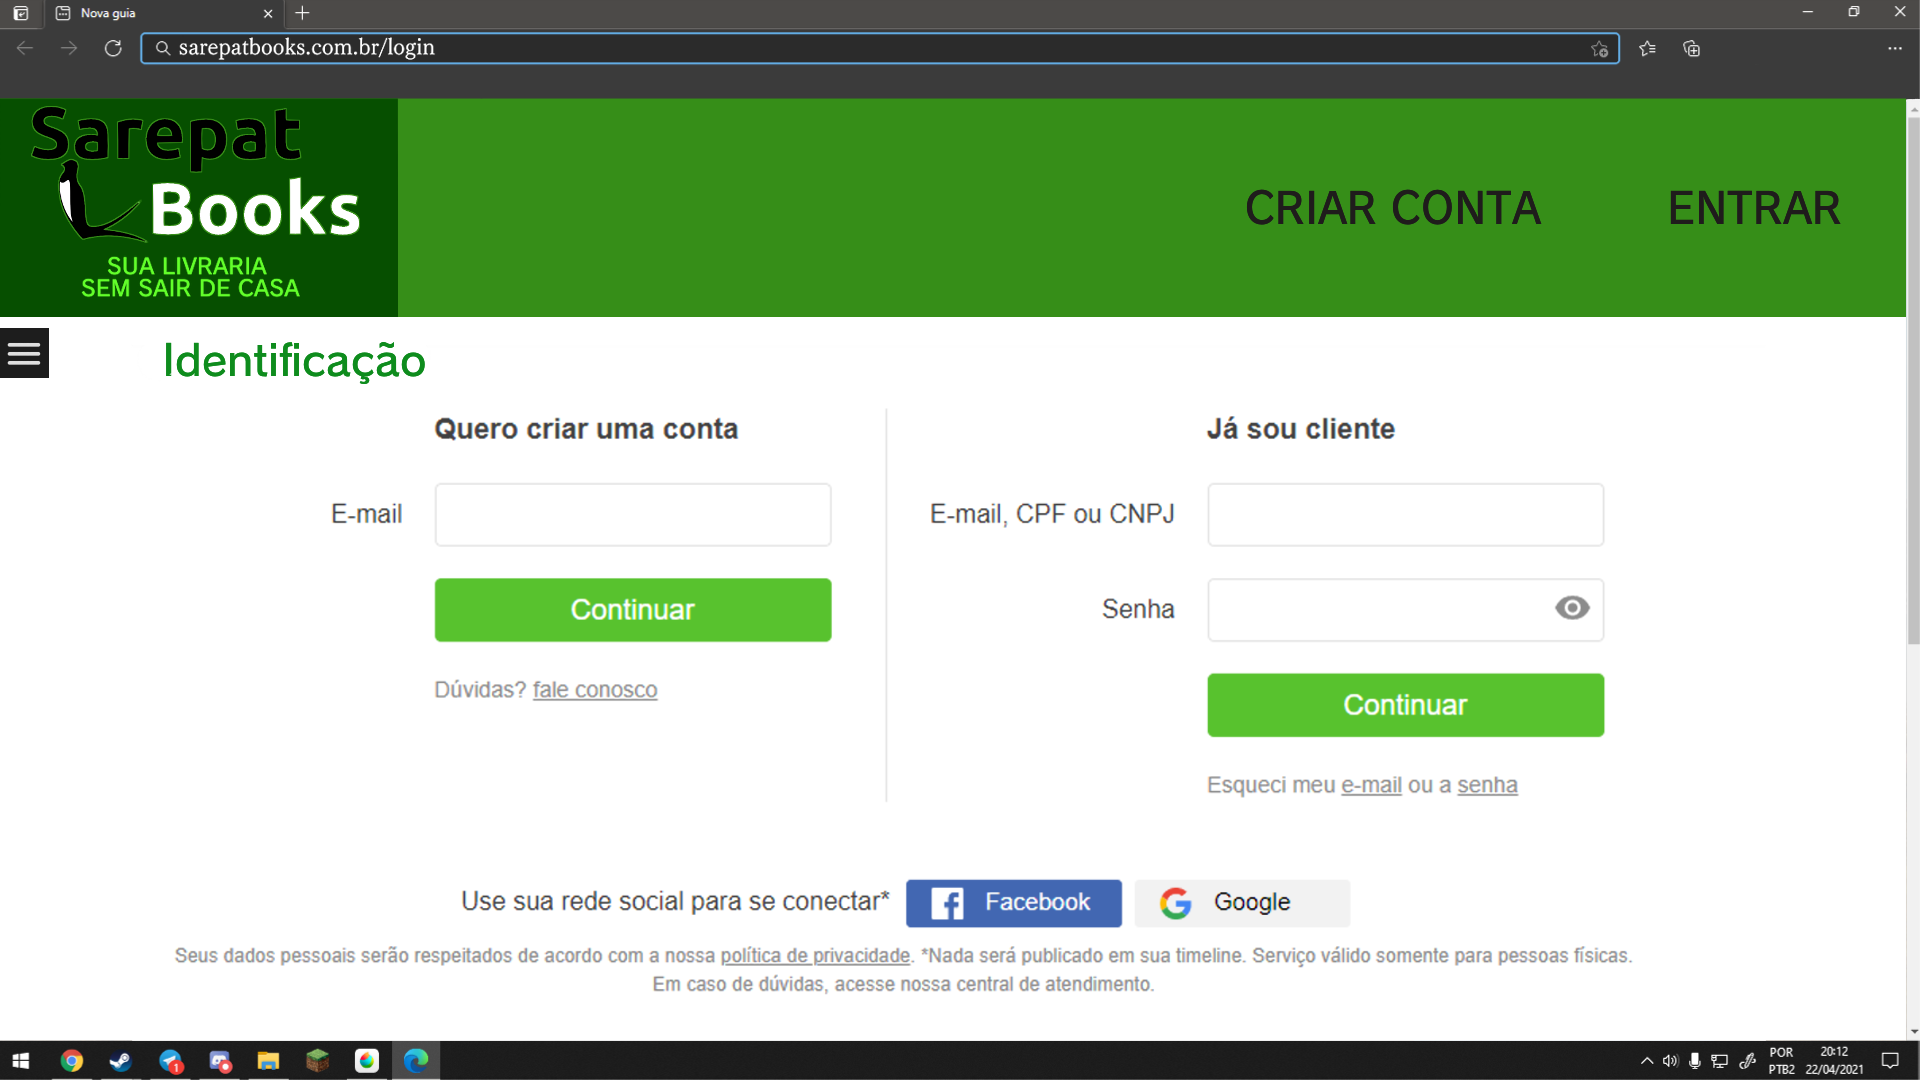 Nova guia
sarepatbooks.com.br/login
Sarepat
Books
SUA LIVRARIA
SEM SAIR DE CASA
CRIAR CONTA
ENTRAR
Identificação
Quero criar uma conta
E-mail
Continuar
Dúvidas? fale conosco
Já sou cliente
E-mail, CPF ou CNPJ
Senha
Continuar
Esqueci meu e-mail ou a senha
Use sua rede social para se conectar*
Facebook
Google
Seus dados pessoais serão respeitados de acordo com a nossa política de privacidade. *Nada será publicado em sua timeline. Serviço válido somente para pessoas físicas.
Em caso de dúvidas, acesse nossa central de atendimento.
1
POR
PTB2
20:12
22/04/2021